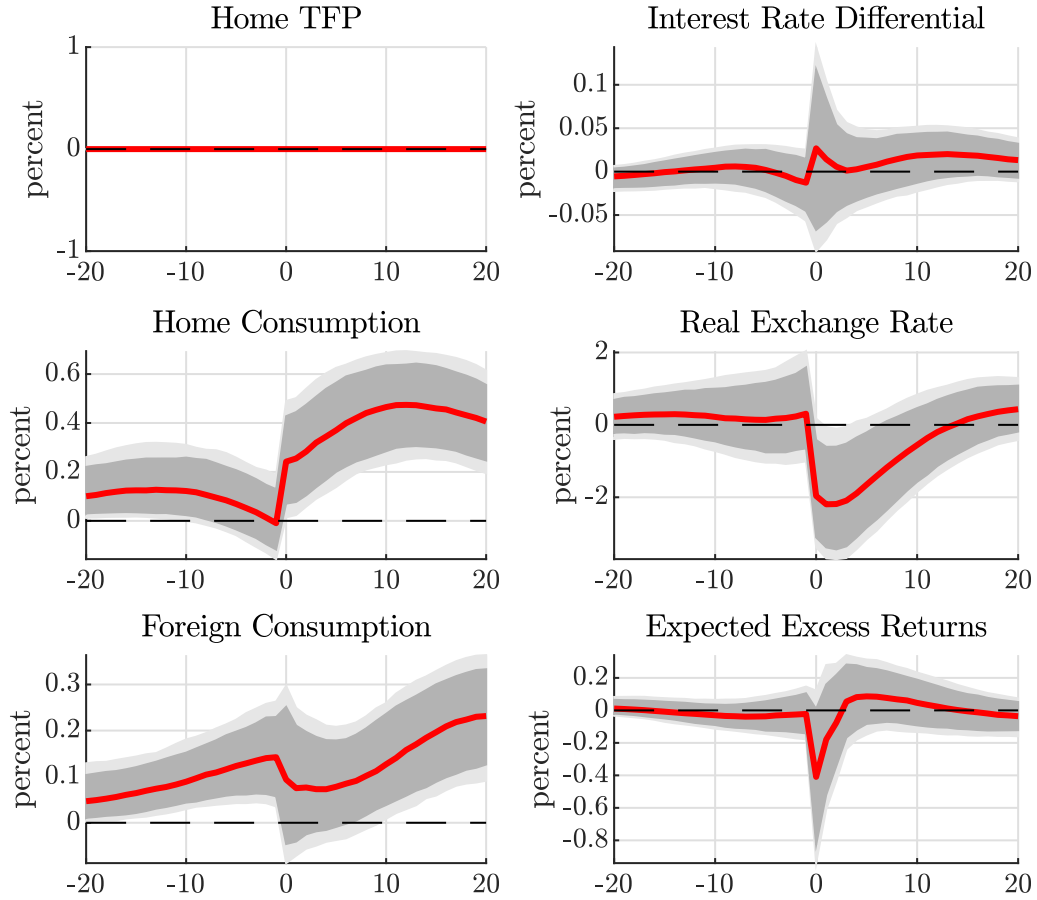 Home TFP
percent
1
0
-1
-20 -10 0 10 20
Interest Rate Differential
percent
0.1
0.05
0
-0.05
-20 -10 0 10 20
Home Consumption
percent
0.6
0.4
0.2
0
-20 -10 0 10 20
Real Exchange Rate
percent
2
0
-2
-20 -10 0 10 20
Foreign Consumption
percent
0.3
0.2
0.1
0
-20 -10 0 10 20
Expected Excess Returns
percent
0.2
0
-0.2
-0.4
-0.6
-0.8
-20 -10 0 10 20